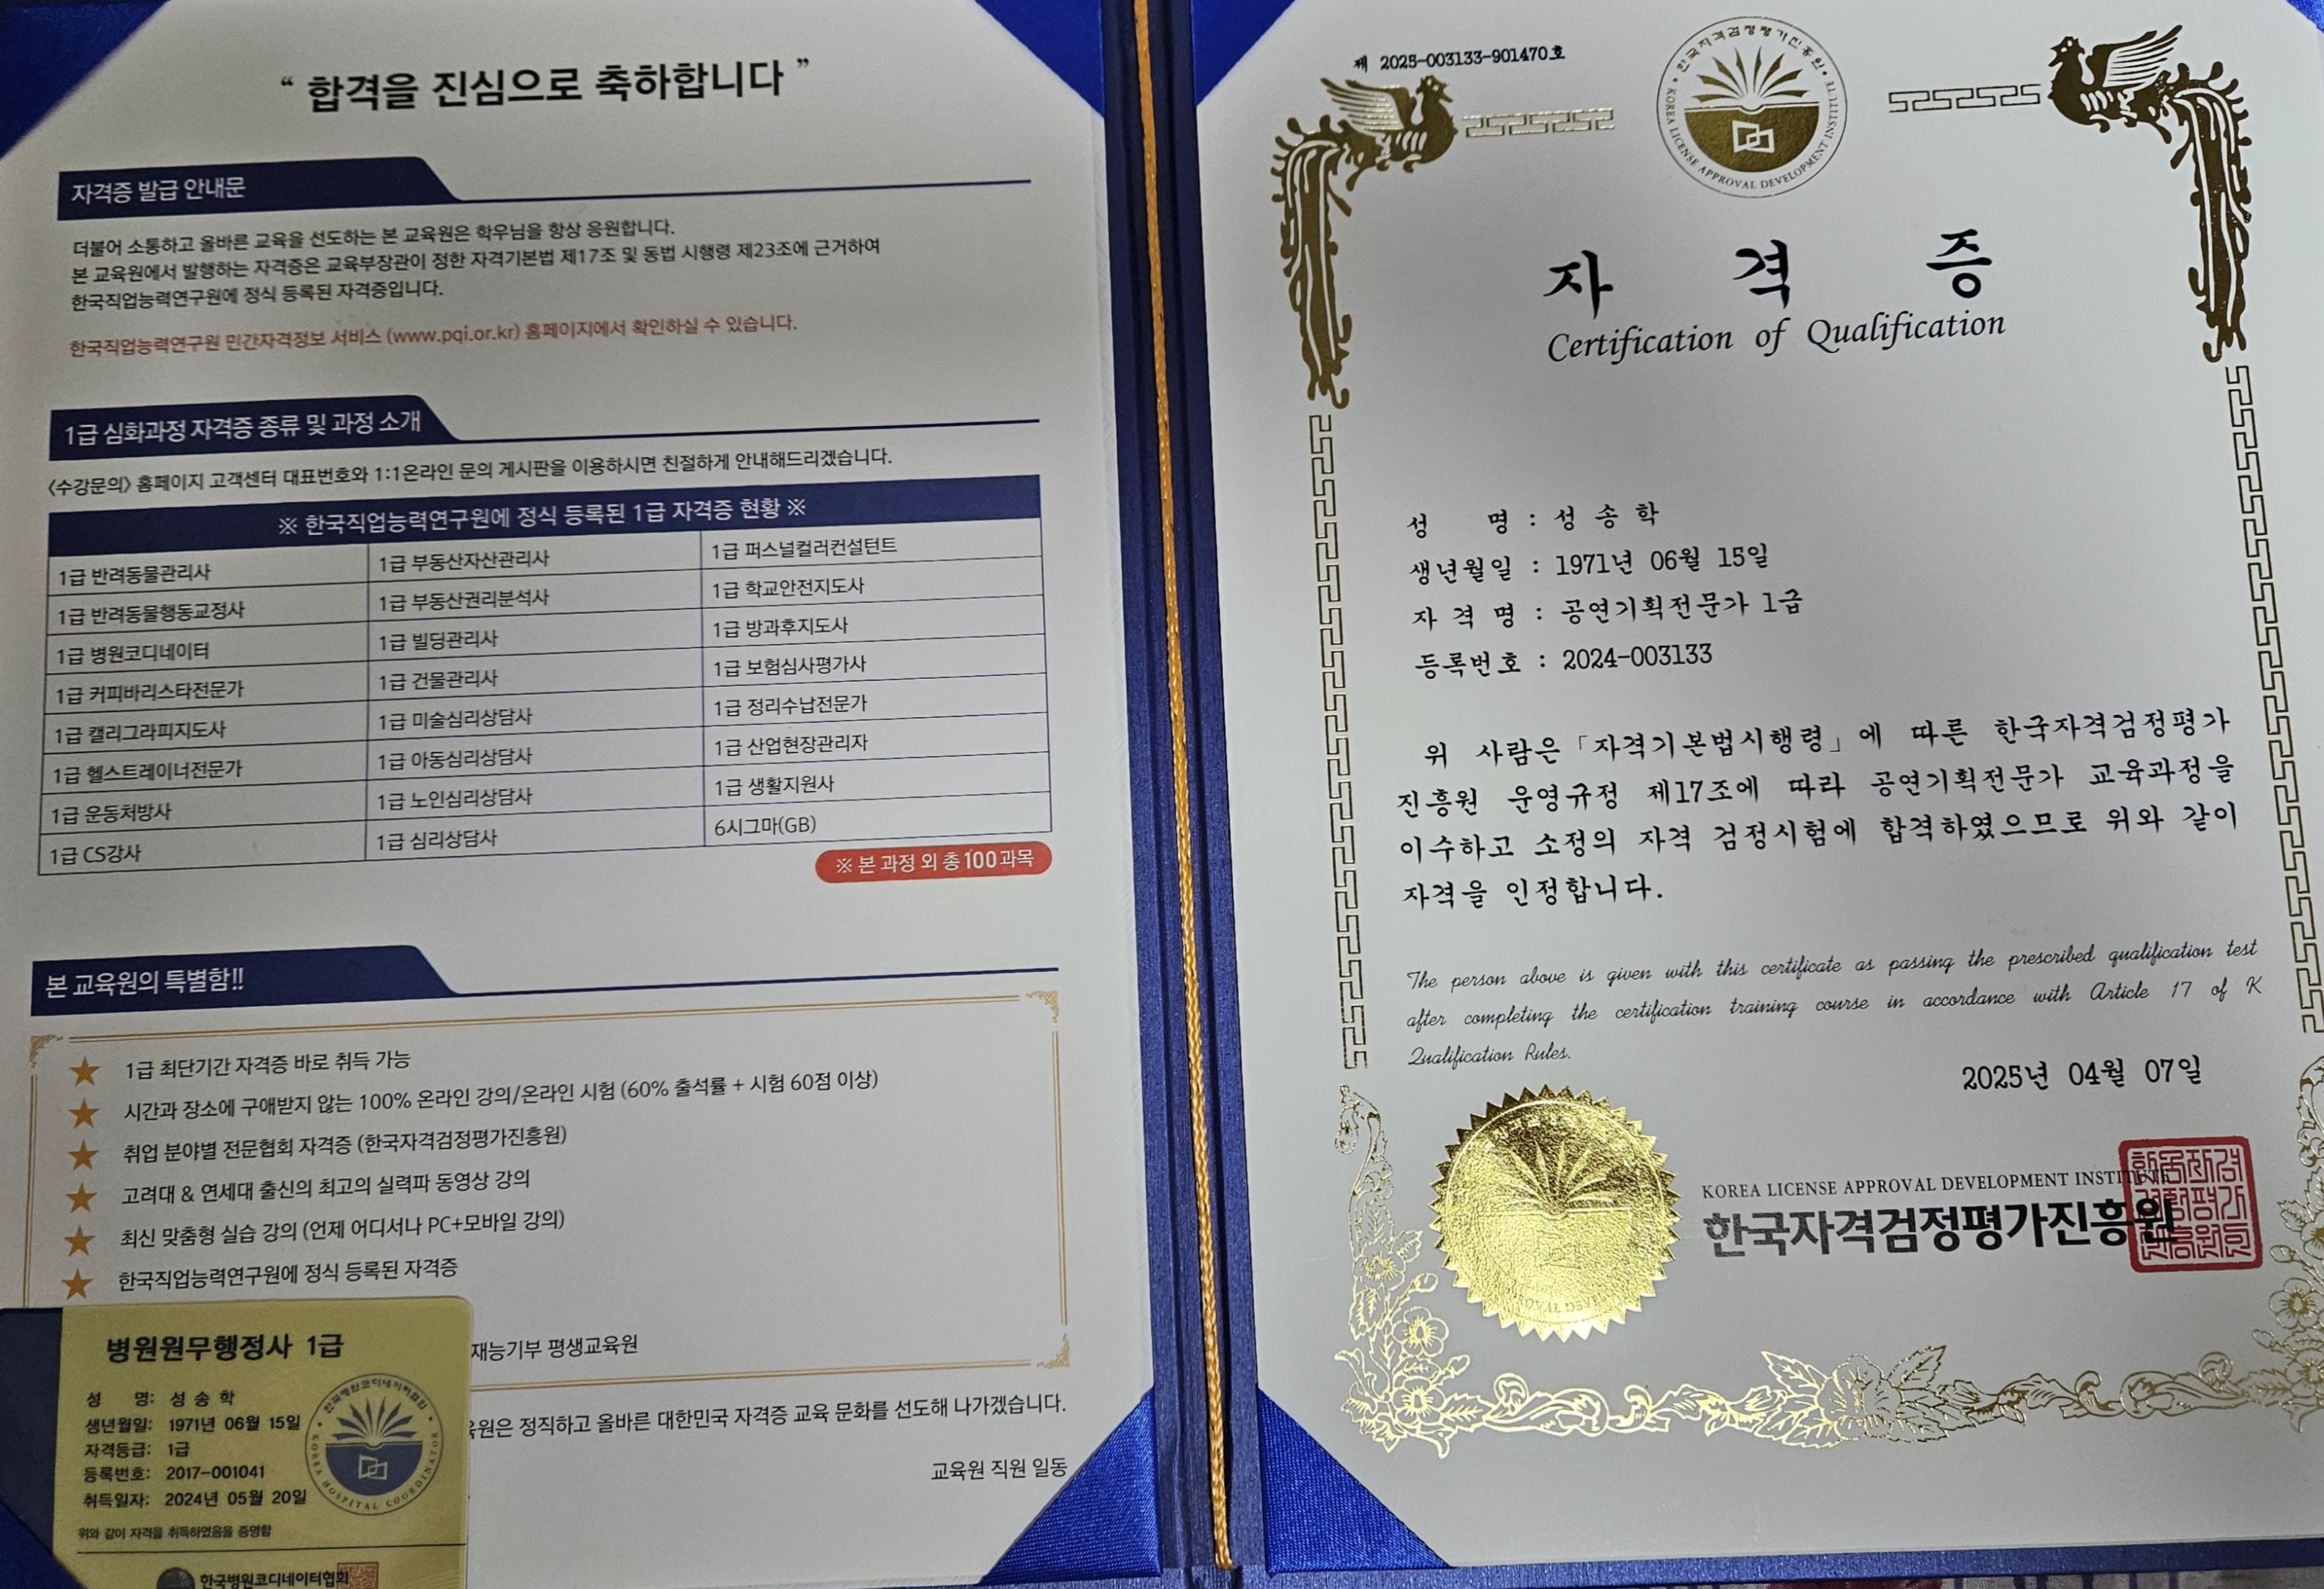 “ 합격을 진심으로 축하합니다 ”
자격증 발급 안내문
더불어 소통하고 올바른 교육을 선도하는 본 교육원은 학우님을 항상 응원합니다.
본 교육원에서 발행하는 자격증은 교육부장관이 정한 자격기본법 제17조 및 동법 시행령 제23조에 근거하여
한국직업능력연구원에 정식 등록된 자격증입니다.
한국직업능력연구원 민간자격정보 서비스 (www.pqi.or.kr) 홈페이지에서 확인하실 수 있습니다.
1급 심화과정 자격증 종류 및 과정 소개
<수강문의> 홈페이지 고객센터 대표번호와 1:1온라인 문의 게시판을 이용하시면 친절하게 안내해드리겠습니다.
※ 한국직업능력연구원에 정식 등록된 1급 자격증 현황 ※
1급 반려동물관리사 1급 부동산자산관리사 1급 퍼스널컬러컨설턴트
1급 반려동물행동교정사 1급 부동산권리분석사 1급 학교안전지도사
1급 병원코디네이터 1급 빌딩관리사 1급 방과후지도사
1급 커피바리스타전문가 1급 건물관리사 1급 보험심사평가사
1급 캘리그라피지도사 1급 미술심리상담사 1급 정리수납전문가
1급 헬스트레이너전문가 1급 아동심리상담사 1급 산업현장관리자
1급 운동처방사 1급 노인심리상담사 1급 생활지원사
1급 CS강사 1급 심리상담사 6시그마(GB)
※ 본 과정 외 총 100과목
본 교육원의 특별함!!
★ 1급 최단기간 자격증 바로 취득 가능
★ 시간과 장소에 구애받지 않는 100% 온라인 강의/온라인 시험 (60% 출석률 + 시험 60점 이상)
★ 취업 분야별 전문협회 자격증 (한국자격검정평가진흥원)
★ 고려대 & 연세대 출신의 최고의 실력파 동영상 강의
★ 최신 맞춤형 실습 강의 (언제 어디서나 PC+모바일 강의)
★ 한국직업능력연구원에 정식 등록된 자격증
재능기부 평생교육원
육원은 정직하고 올바른 대한민국 자격증 교육 문화를 선도해 나가겠습니다.
교육원 직원 일동
병원원무행정사 1급
성 명: 성 송 학
생년월일: 1971년 06월 15일
자격등급: 1급
등록번호: 2017-001041
취득일자: 2024년 05월 20일
위와 같이 자격을 취득하였음을 증명함
한국병원코디네이터협회
한국병원코디네이터협회
KOREA HOSPITAL COORDINATOR
제 2025-003133-901470호
한국자격검정평가진흥원
KOREA LICENSE APPROVAL DEVELOPMENT INSTITUTE
자 격 증
Certification of Qualification
성 명 : 성 송 학
생년월일 : 1971년 06월 15일
자 격 명 : 공연기획전문가 1급
등록번호 : 2024-003133
위 사람은 「자격기본법시행령」에 따른 한국자격검정평가
진흥원 운영규정 제17조에 따라 공연기획전문가 교육과정을
이수하고 소정의 자격 검정시험에 합격하였으므로 위와 같이
자격을 인정합니다.
The person above is given with this certificate as passing the prescribed qualification test
after completing the certification training course in accordance with Article 17 of K
Qualification Rules.
2025년 04월 07일
KOREA LICENSE APPROVAL DEVELOPMENT INSTITUTE
한국자격검정평가진흥원